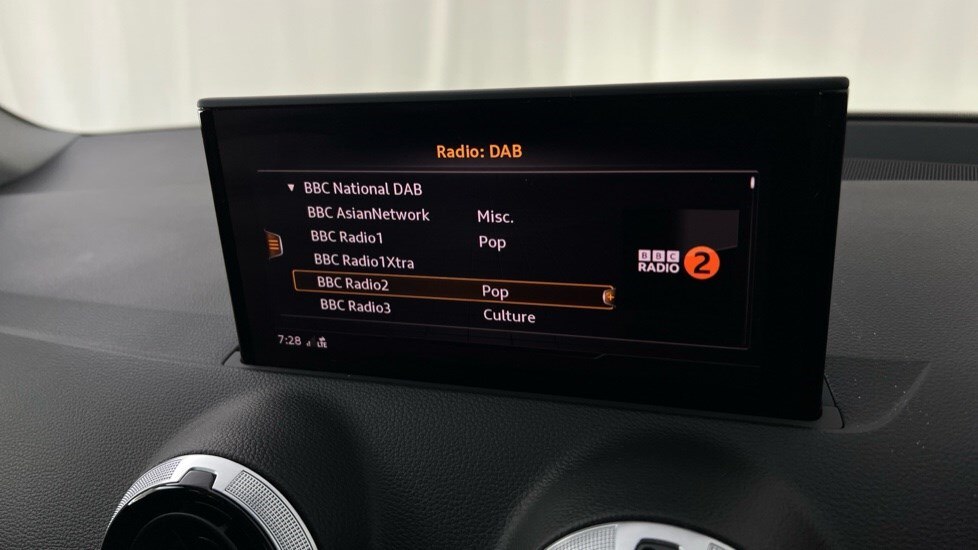 Radio: DAB
▼ BBC National DAB
BBC AsianNetwork Misc.
BBC Radio1 Pop
BBC Radio1Xtra
BBC Radio2 Pop
BBC Radio3 Culture
BBC
RADIO 2
7:28 LTE